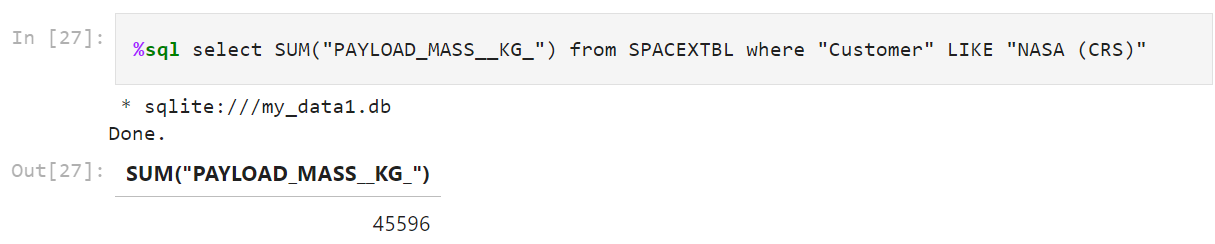 In [27]: %sql select SUM("PAYLOAD_MASS__KG_") from SPACEXTBL where "Customer" LIKE "NASA (CRS)"
* sqlite:///my_data1.db
Done.
Out[27]: SUM("PAYLOAD_MASS__KG_")
45596